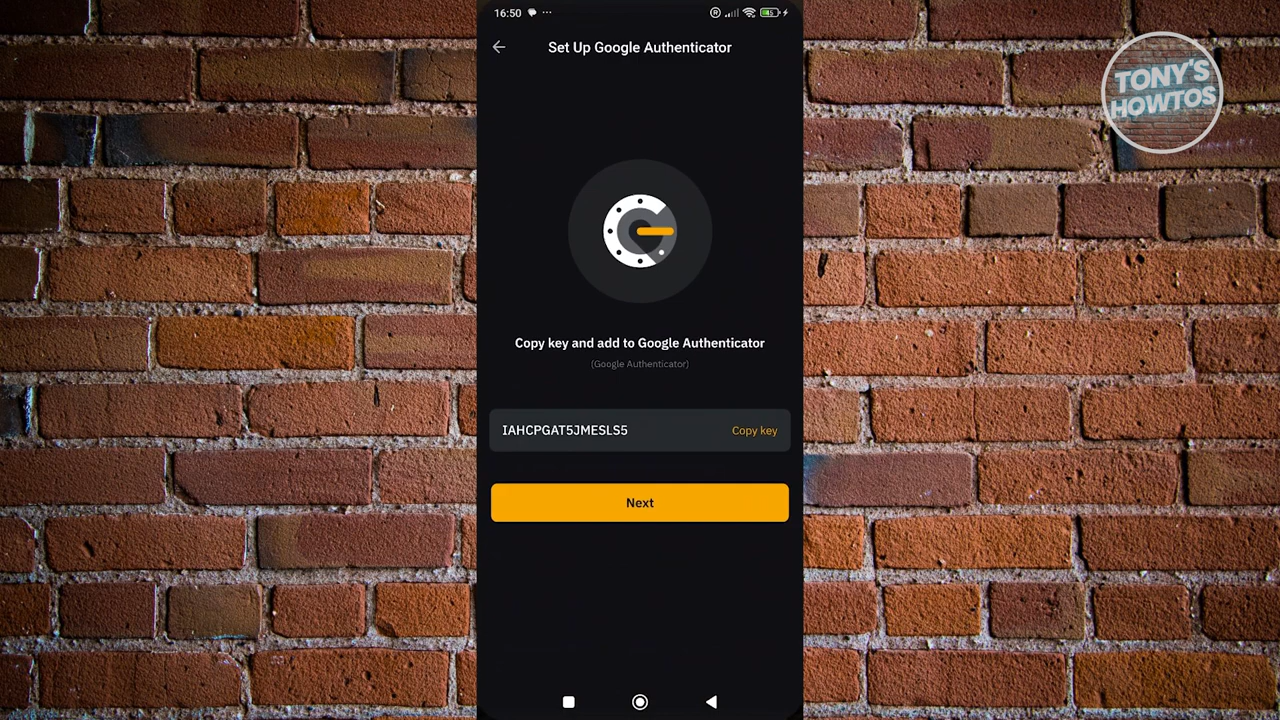 16:50
Set Up Google Authenticator
TONY'S
HOWTOS
Copy key and add to Google Authenticator
(Google Authenticator)
IAHCPGAT5JMESLS5 Copy key
Next